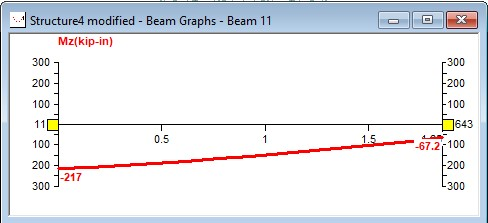 Structure4 modified - Beam Graphs - Beam 11
Mz(kip-in)
300 300
200 200
100 100
11 643
0.5 1 1.5
100 -67.2 100
200 -217 200
300 300